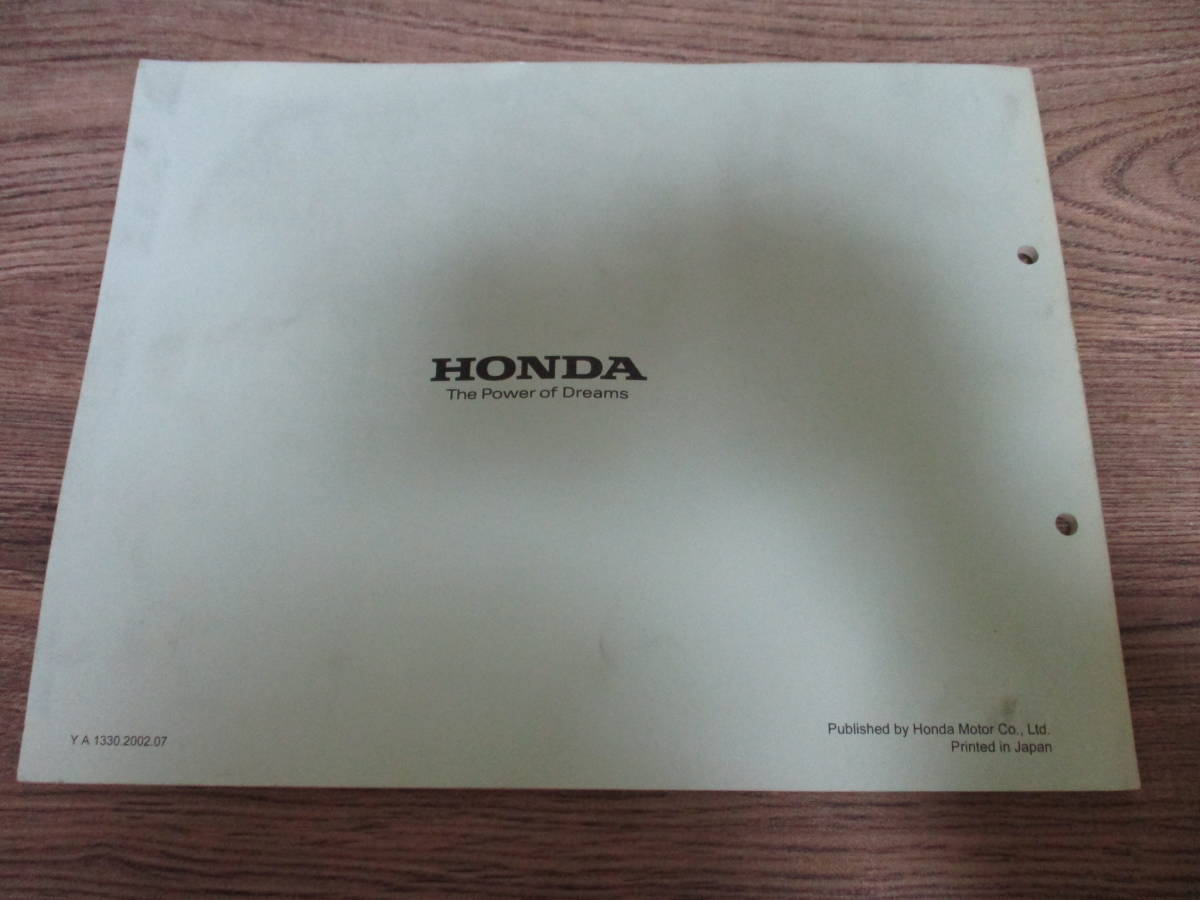 HONDA
The Power of Dreams
Y A 1330.2002.07
Published by Honda Motor Co., Ltd.
Printed in Japan